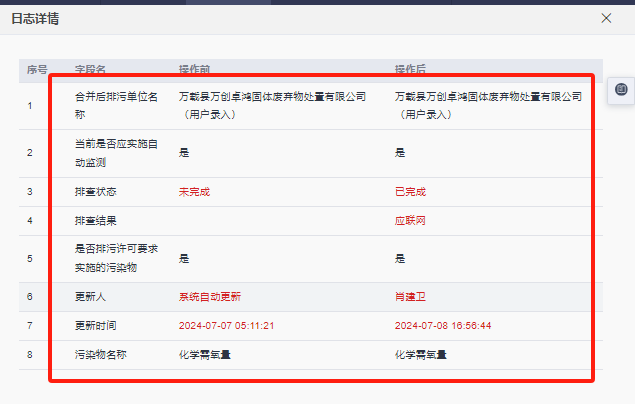 日志详情
序号 字段名 操作前 操作后
1 合并后排污单位名 万载县万创卓鸿固体废弃物处置有限公司 万载县万创卓鸿固体废弃物处置有限公司
称 （用户录入） （用户录入）
当前是否应实施自
2 是 是
动监测
3 排查状态 未完成 已完成
4 排查结果 应联网
是否排污许可要求
5 是 是
实施的污染物
6 更新人 系统自动更新 肖建卫
7 更新时间 2024-07-07 05:11:21 2024-07-08 16:56:44
8 污染物名称 化学需氧量 化学需氧量